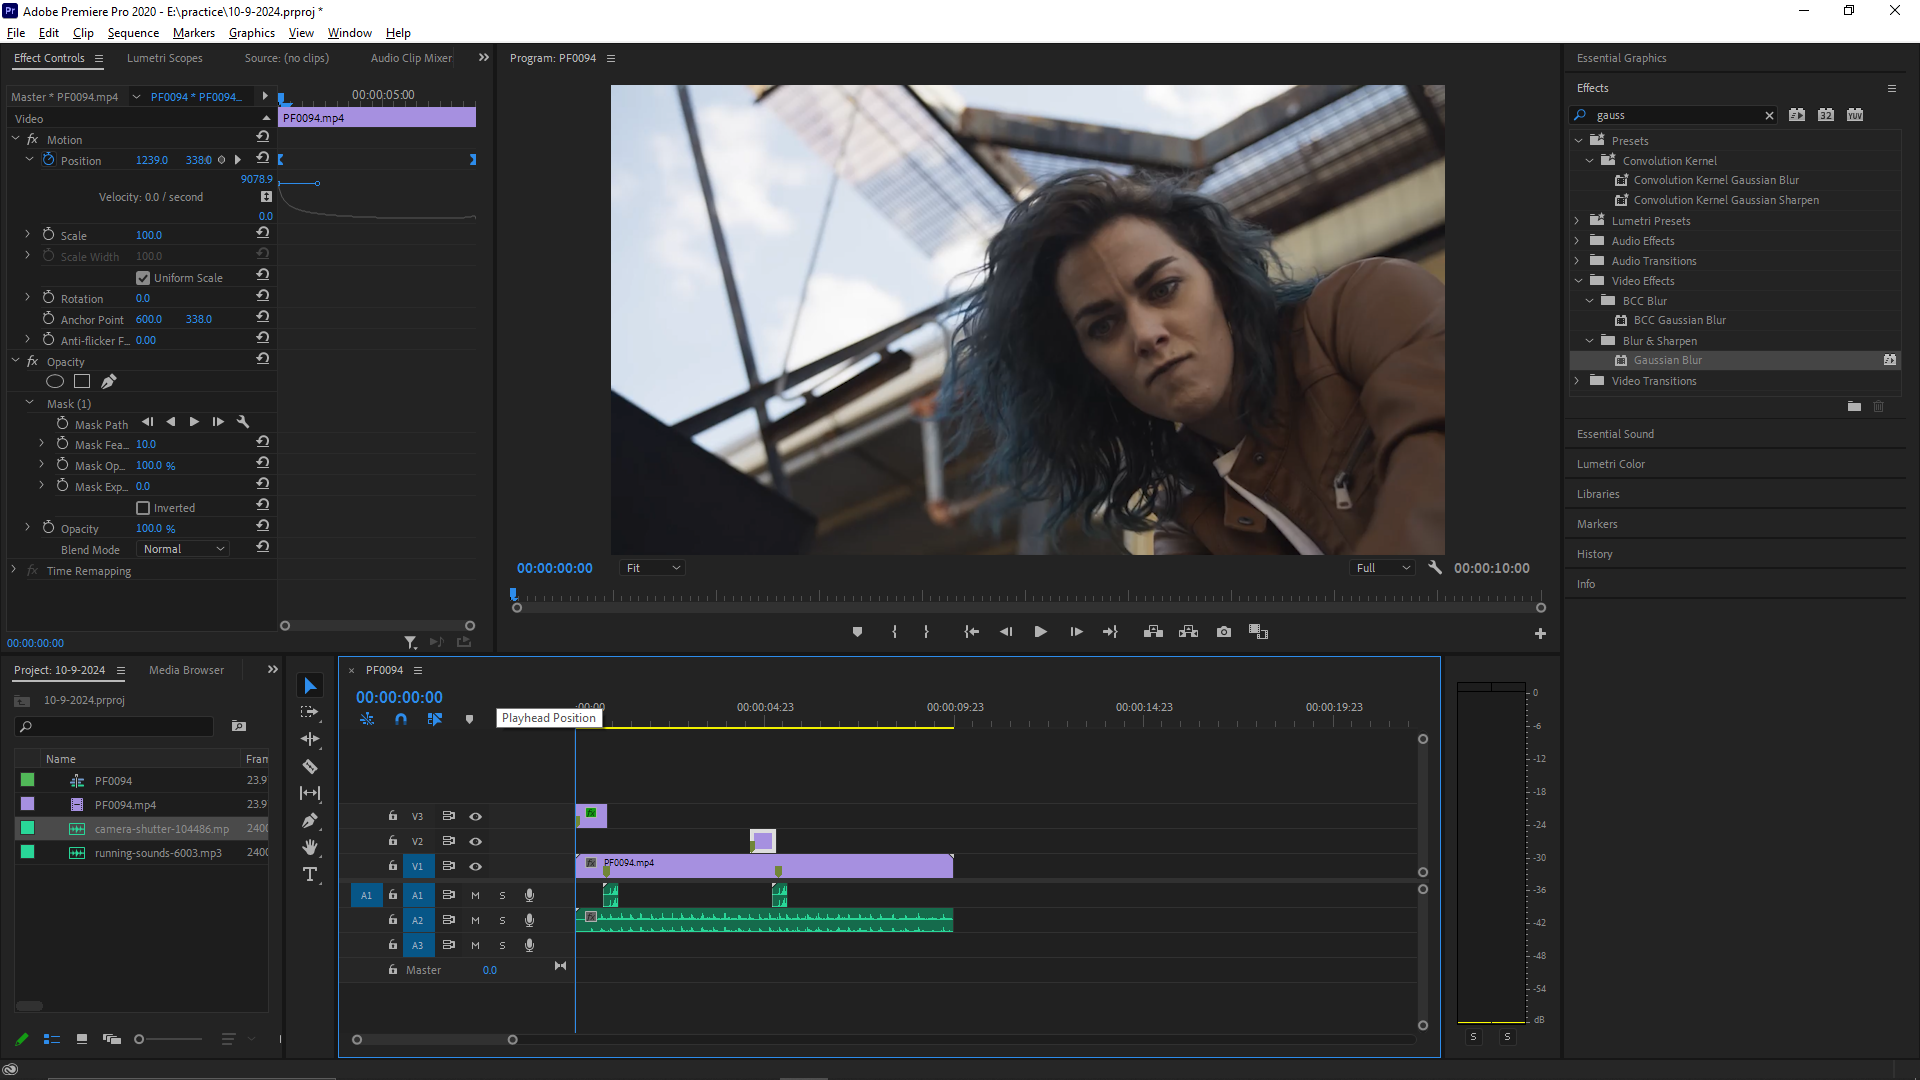 Pr Adobe Premiere Pro 2020 - E:\practice\10-9-2024.prproj *
File Edit Clip Sequence Markers Graphics View Window Help
Effect Controls Lumetri Scopes Source: (no clips) Audio Clip Mixer
Master * PF0094.mp4 PF0094 * PF0094...
00:00:05:00
Video
PF0094.mp4
fx Motion
Position 1239.0 338.0
9078.9
Velocity: 0.0 / second
0.0
Scale 100.0
Scale Width 100.0
Uniform Scale
Rotation 0.0
Anchor Point 600.0 338.0
Anti-flicker F... 0.00
fx Opacity
Mask (1)
Mask Path
Mask Fea... 10.0
Mask Op... 100.0 %
Mask Exp... 0.0
Inverted
Opacity 100.0 %
Blend Mode Normal
fx Time Remapping
00:00:00:00
Program: PF0094
00:00:00:00 Fit Full 00:00:10:00
Essential Graphics
Effects
gauss
32 YUV
Presets
Convolution Kernel
Convolution Kernel Gaussian Blur
Convolution Kernel Gaussian Sharpen
Lumetri Presets
Audio Effects
Audio Transitions
Video Effects
BCC Blur
BCC Gaussian Blur
Blur & Sharpen
Gaussian Blur
Video Transitions
Essential Sound
Lumetri Color
Libraries
Markers
History
Info
Project: 10-9-2024 Media Browser
10-9-2024.prproj
Name Fran
PF0094 23.9
PF0094.mp4 23.9
camera-shutter-104486.mp 2400
running-sounds-6003.mp3 2400
T
PF0094
00:00:00:00
Playhead Position
:00:00 00:00:04:23 00:00:09:23 00:00:14:23 00:00:19:23
V3
fx
V2
V1
fx PF0094.mp4
A1 A1 M S
A2 M S
fx
A3 M S
Master 0.0
0
-6
-12
-18
-24
-30
-36
-42
-48
-54
dB
S S